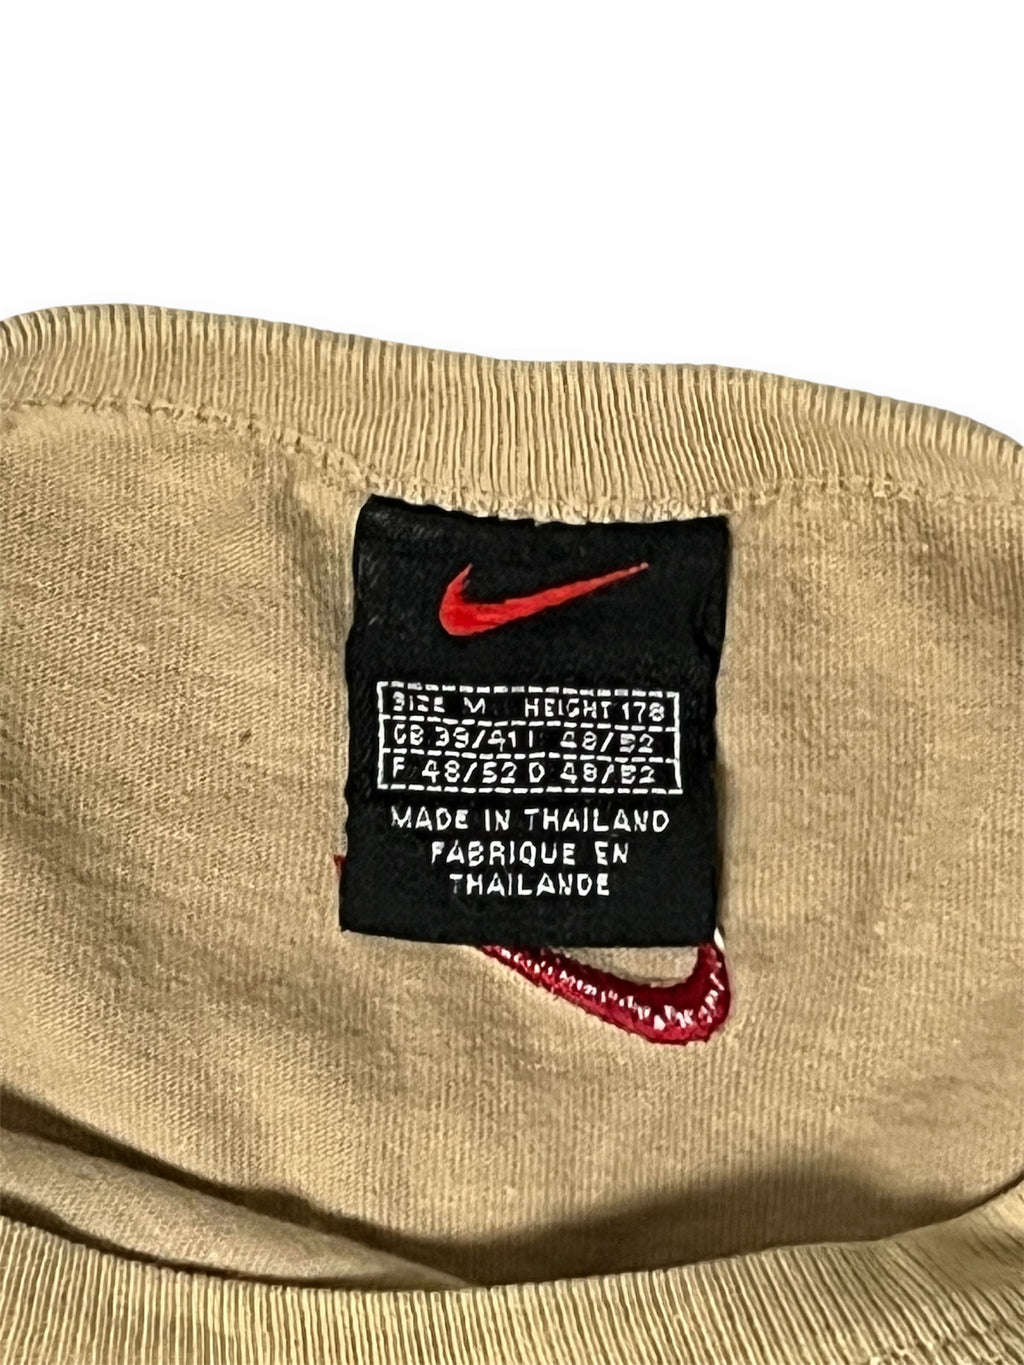 SIZE M HEIGHT 178
GB 39/41 I 48/52
F 48/52 D 48/52
MADE IN THAILAND
FABRIQUE EN
THAILANDE